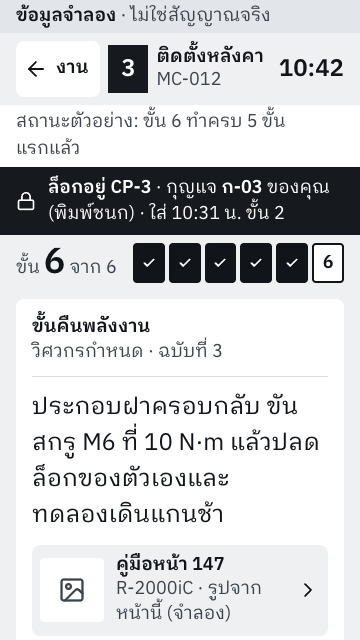 ข้อมูลจำลอง · ไม่ใช่สัญญาณจริง
งาน
3
ติดตั้งหลังคา
MC-012
10:42
สถานะตัวอย่าง: ขั้น 6 ทำครบ 5 ขั้น
แรกแล้ว
ล็อกอยู่ CP-3 · กุญแจ ก-03 ของคุณ
(พิมพ์ชนก) · ใส่ 10:31 น. ขั้น 2
ขั้น 6 จาก 6
6
ขั้นคืนพลังงาน
วิศวกรกำหนด · ฉบับที่ 3
ประกอบฝาครอบกลับ ขัน
สกรู M6 ที่ 10 N·m แล้วปลด
ล็อกของตัวเองและ
ทดลองเดินแกนช้า
คู่มือหน้า 147
R-2000iC · รูปจาก
หน้านี้ (จำลอง)